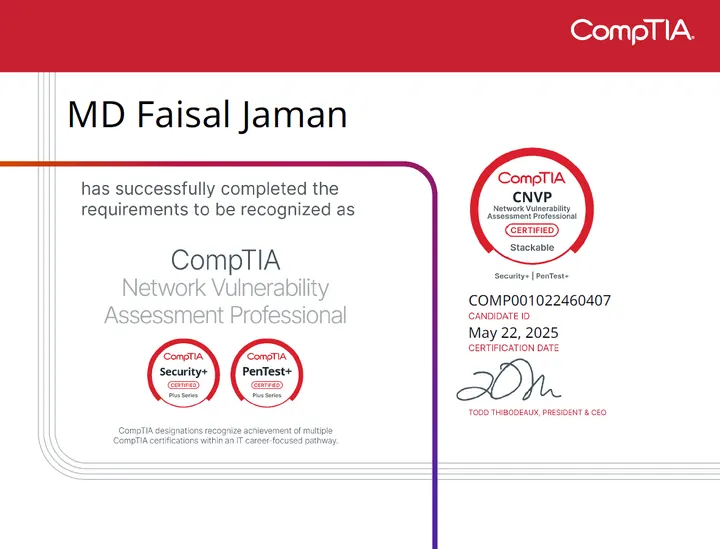 CompTIA.
MD Faisal Jaman
has successfully completed the
requirements to be recognized as
CompTIA
Network Vulnerability
Assessment Professional
CompTIA
Security+
CERTIFIED
Plus Series
CompTIA
PenTest+
CERTIFIED
Plus Series
CompTIA designations recognize achievement of multiple
CompTIA certifications within an IT career-focused pathway.
CompTIA
CNVP
Network Vulnerability
Assessment Professional
CERTIFIED
Stackable
Security+ | PenTest+
COMP001022460407
CANDIDATE ID
May 22, 2025
CERTIFICATION DATE
TODD THIBODEAUX, PRESIDENT & CEO